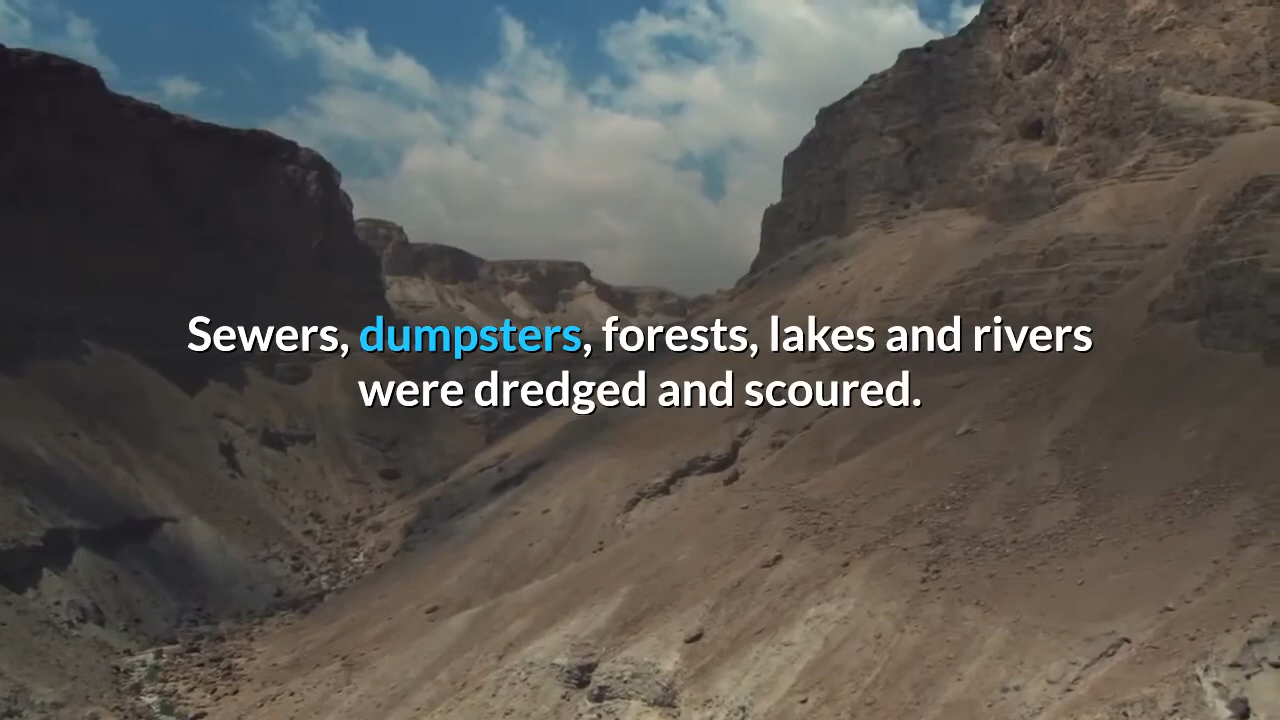 Sewers, dumpsters, forests, lakes and rivers
were dredged and scoured.